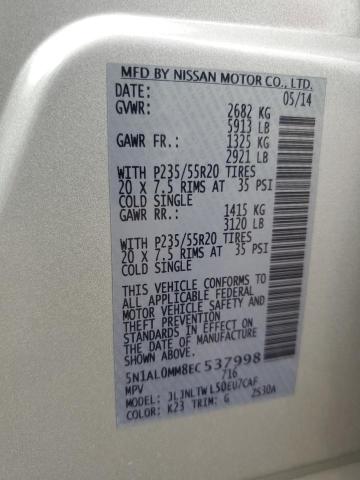 MFD BY NISSAN MOTOR CO., LTD.
DATE: 05/14
GVWR: 2682 KG
5913 LB
GAWR FR.: 1325 KG
2921 LB
WITH P235/55R20 TIRES
20 X 7.5 RIMS AT 35 PSI
COLD SINGLE
GAWR RR.: 1415 KG
3120 LB
WITH P235/55R20 TIRES
20 X 7.5 RIMS AT 35 PSI
COLD SINGLE
THIS VEHICLE CONFORMS TO
ALL APPLICABLE FEDERAL
MOTOR VEHICLE SAFETY AND
THEFT PREVENTION
STANDARDS IN EFFECT ON
THE DATE OF MANUFACTURE
SHOWN ABOVE
5N1AL0MM8EC537998
MPV /16
MODEL: JLJNLTWL50EU7CAF
COLOR: K23 TRIM: G 2S30A